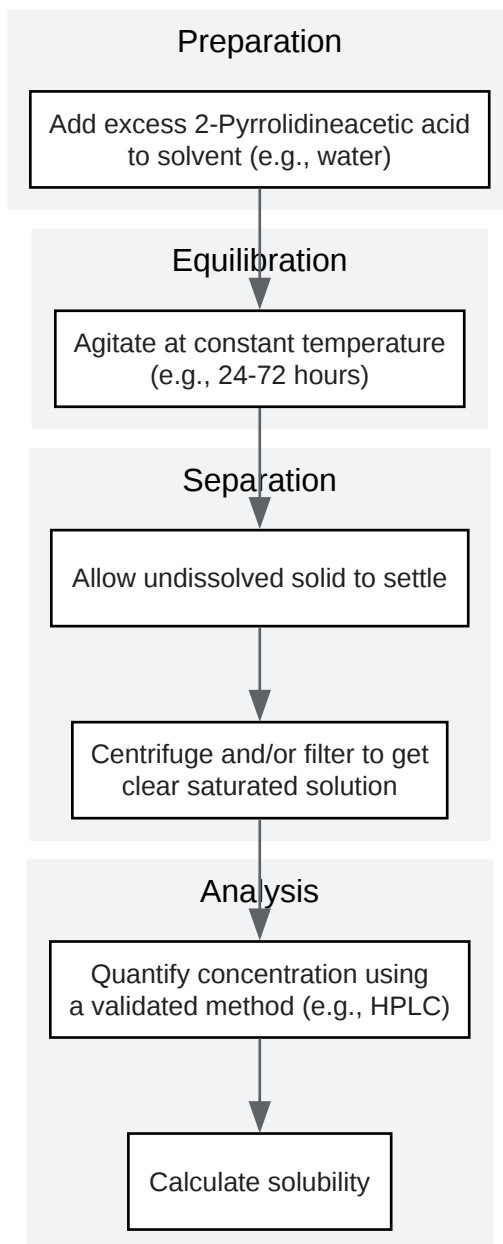 Preparation
Add excess 2-Pyrrolidineacetic acid
to solvent (e.g., water)
Equilibration
Agitate at constant temperature
(e.g., 24-72 hours)
Separation
Allow undissolved solid to settle
Centrifuge and/or filter to get
clear saturated solution
Analysis
Quantify concentration using
a validated method (e.g., HPLC)
Calculate solubility